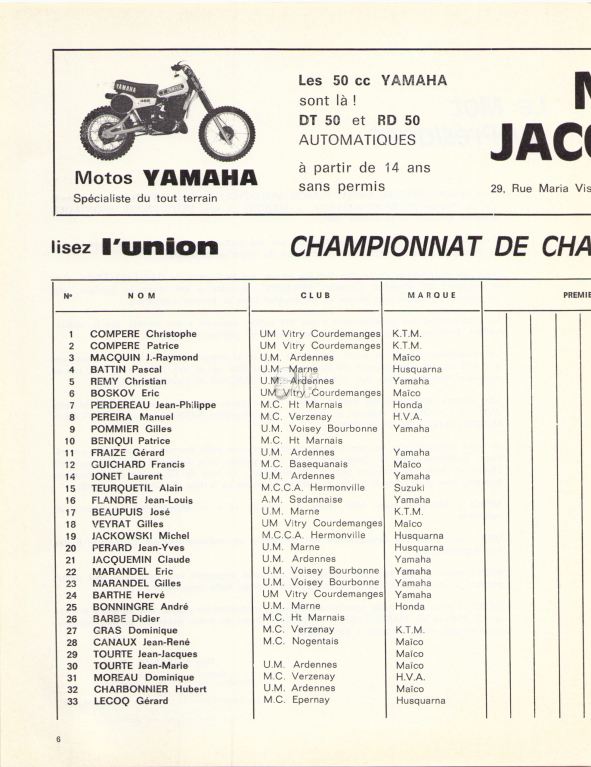 Motos YAMAHA
Spécialiste du tout terrain
Les 50 cc YAMAHA
sont là !
DT 50 et RD 50
AUTOMATIQUES
à partir de 14 ans
sans permis
M
JACQ
29, Rue Maria Vis
lisez l'union CHAMPIONNAT DE CHA
N° NOM CLUB MARQUE PREMIE
1 COMPERE Christophe UM Vitry Courdemanges K.T.M.
2 COMPERE Patrice UM Vitry Courdemanges K.T.M.
3 MACQUIN J.-Raymond U.M. Ardennes Maïco
4 BATTIN Pascal U.M. Marne Husquarna
5 REMY Christian U.M. Ardennes Yamaha
6 BOSKOV Eric UM Vitry Courdemanges Maïco
7 PERDEREAU Jean-Philippe M.C. Ht Marnais Honda
8 PEREIRA Manuel M.C. Verzenay H.V.A.
9 POMMIER Gilles U.M. Voisey Bourbonne Yamaha
10 BENIQUI Patrice M.C. Ht Marnais
11 FRAIZE Gérard U.M. Ardennes Yamaha
12 GUICHARD Francis M.C. Basequanais Maïco
14 JONET Laurent U.M. Ardennes Yamaha
15 TEURQUETIL Alain M.C.C.A. Hermonville Suzuki
16 FLANDRE Jean-Louis A.M. Sedannaise Yamaha
17 BEAUPUIS José U.M. Marne K.T.M.
18 VEYRAT Gilles UM Vitry Courdemanges Maïco
19 JACKOWSKI Michel M.C.C.A. Hermonville Husquarna
20 PERARD Jean-Yves U.M. Marne Husquarna
21 JACQUEMIN Claude U.M. Ardennes Yamaha
22 MARANDEL Eric U.M. Voisey Bourbonne Yamaha
23 MARANDEL Gilles U.M. Voisey Bourbonne Yamaha
24 BARTHE Hervé UM Vitry Courdemanges Yamaha
25 BONNINGRE André U.M. Marne Honda
26 BARBE Didier M.C. Ht Marnais
27 GRAS Dominique M.C. Verzenay K.T.M.
28 CANAUX Jean-René M.C. Nogentais Maïco
29 TOURTE Jean-Jacques Maïco
30 TOURTE Jean-Marie U.M. Ardennes Maïco
31 MOREAU Dominique M.C. Verzenay H.V.A.
32 CHARBONNIER Hubert U.M. Ardennes Maïco
33 LECOQ Gérard M.C. Epernay Husquarna
6